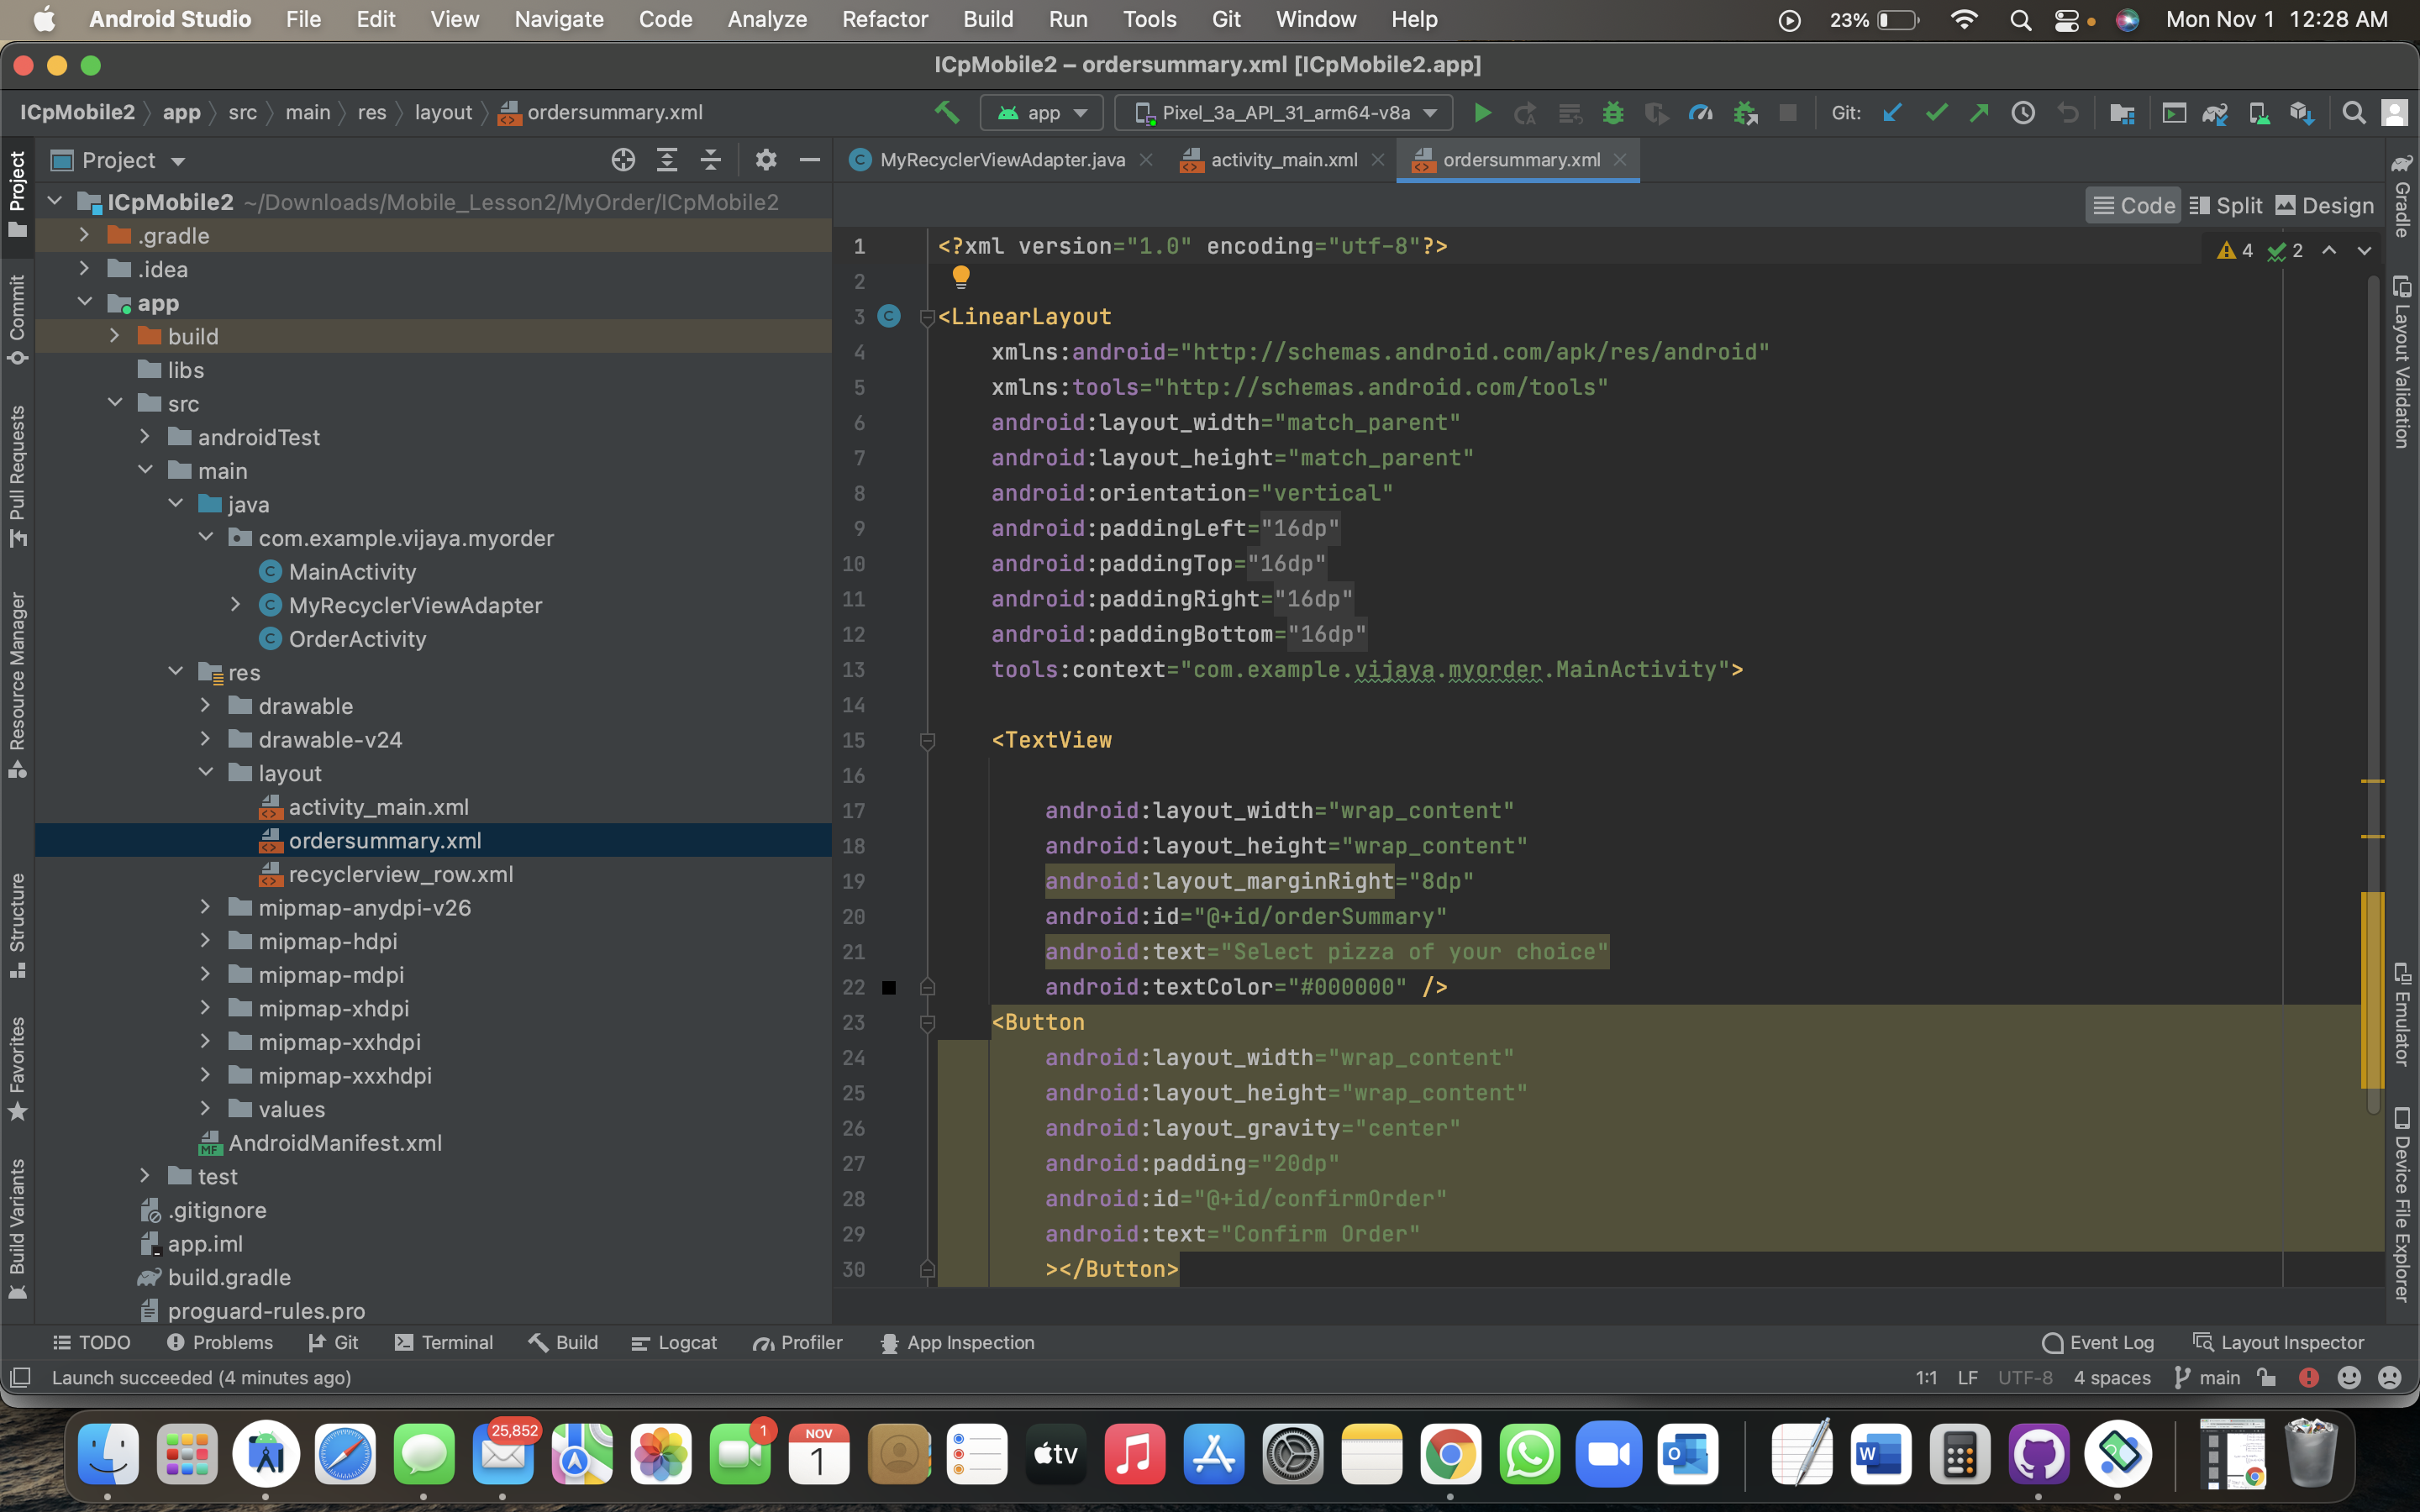 Android Studio File Edit View Navigate Code Analyze Refactor Build Run Tools Git Window Help 23% Mon Nov 1 12:28 AM
ICpMobile2 – ordersummary.xml [ICpMobile2.app]
ICpMobile2 app src main res layout ordersummary.xml app Pixel_3a_API_31_arm64-v8a Git:
Project
MyRecyclerViewAdapter.java activity_main.xml ordersummary.xml
Code Split Design
4 2
ICpMobile2 ~/Downloads/Mobile_Lesson2/MyOrder/ICpMobile2
.gradle
.idea
app
build
libs
src
androidTest
main
java
com.example.vijaya.myorder
MainActivity
MyRecyclerViewAdapter
OrderActivity
res
drawable
drawable-v24
layout
activity_main.xml
ordersummary.xml
recyclerview_row.xml
mipmap-anydpi-v26
mipmap-hdpi
mipmap-mdpi
mipmap-xhdpi
mipmap-xxhdpi
mipmap-xxxhdpi
values
AndroidManifest.xml
test
.gitignore
app.iml
build.gradle
proguard-rules.pro
1 <?xml version="1.0" encoding="utf-8"?>
2
3 <LinearLayout
4 xmlns:android="http://schemas.android.com/apk/res/android"
5 xmlns:tools="http://schemas.android.com/tools"
6 android:layout_width="match_parent"
7 android:layout_height="match_parent"
8 android:orientation="vertical"
9 android:paddingLeft="16dp"
10 android:paddingTop="16dp"
11 android:paddingRight="16dp"
12 android:paddingBottom="16dp"
13 tools:context="com.example.vijaya.myorder.MainActivity">
14
15 <TextView
16
17 android:layout_width="wrap_content"
18 android:layout_height="wrap_content"
19 android:layout_marginRight="8dp"
20 android:id="@+id/orderSummary"
21 android:text="Select pizza of your choice"
22 android:textColor="#000000" />
23 <Button
24 android:layout_width="wrap_content"
25 android:layout_height="wrap_content"
26 android:layout_gravity="center"
27 android:padding="20dp"
28 android:id="@+id/confirmOrder"
29 android:text="Confirm Order"
30 ></Button>
Project
Commit
Pull Requests
Resource Manager
Structure
Favorites
Build Variants
Gradle
Layout Validation
Emulator
Device File Explorer
TODO Problems Git Terminal Build Logcat Profiler App Inspection Event Log Layout Inspector
Launch succeeded (4 minutes ago) 1:1 LF UTF-8 4 spaces main
25,852
1
NOV
1
tv